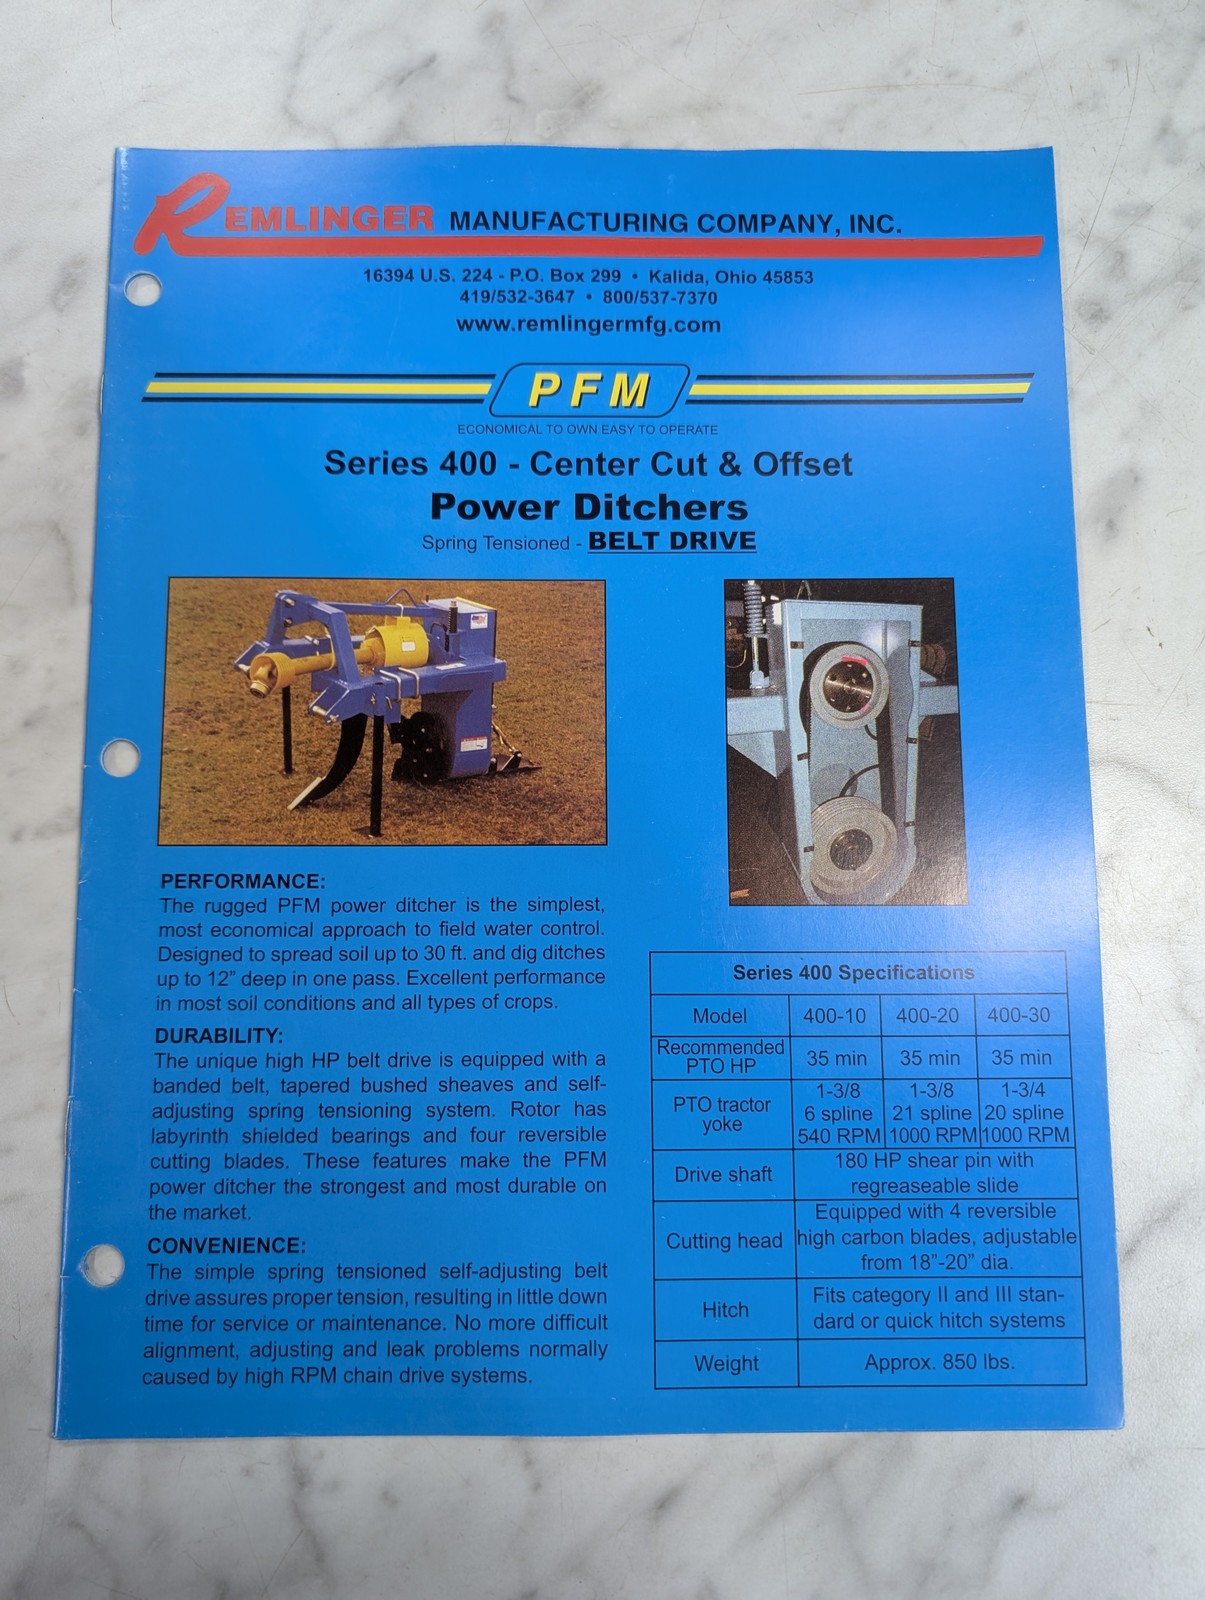 REMLINGER MANUFACTURING COMPANY, INC.
16394 U.S. 224 - P.O. Box 299 • Kalida, Ohio 45853
419/532-3647 • 800/537-7370
www.remlingermfg.com
PFM
ECONOMICAL TO OWN EASY TO OPERATE
Series 400 - Center Cut & Offset
Power Ditchers
Spring Tensioned - BELT DRIVE
PERFORMANCE:
The rugged PFM power ditcher is the simplest,
most economical approach to field water control.
Designed to spread soil up to 30 ft. and dig ditches
up to 12” deep in one pass. Excellent performance
in most soil conditions and all types of crops.
DURABILITY:
The unique high HP belt drive is equipped with a
banded belt, tapered bushed sheaves and self-
adjusting spring tensioning system. Rotor has
labyrinth shielded bearings and four reversible
cutting blades. These features make the PFM
power ditcher the strongest and most durable on
the market.
CONVENIENCE:
The simple spring tensioned self-adjusting belt
drive assures proper tension, resulting in little down
time for service or maintenance. No more difficult
alignment, adjusting and leak problems normally
caused by high RPM chain drive systems.
Series 400 Specifications
Model 400-10 400-20 400-30
Recommended
PTO HP 35 min 35 min 35 min
PTO tractor
yoke
1-3/8 1-3/8 1-3/4
6 spline 21 spline 20 spline
540 RPM 1000 RPM 1000 RPM
Drive shaft
180 HP shear pin with
regreaseable slide
Cutting head
Equipped with 4 reversible
high carbon blades, adjustable
from 18”-20” dia.
Hitch
Fits category II and III stan-
dard or quick hitch systems
Weight Approx. 850 lbs.